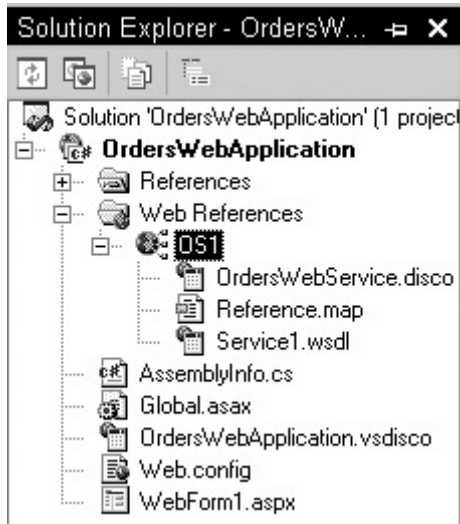 Solution Explorer - OrdersW...
Solution 'OrdersWebApplication' (1 project
OrdersWebApplication
References
Web References
OS1
OrdersWebService.disco
Reference.map
Service1.wsdl
AssemblyInfo.cs
Global.asax
OrdersWebApplication.vsdisco
Web.config
WebForm1.aspx